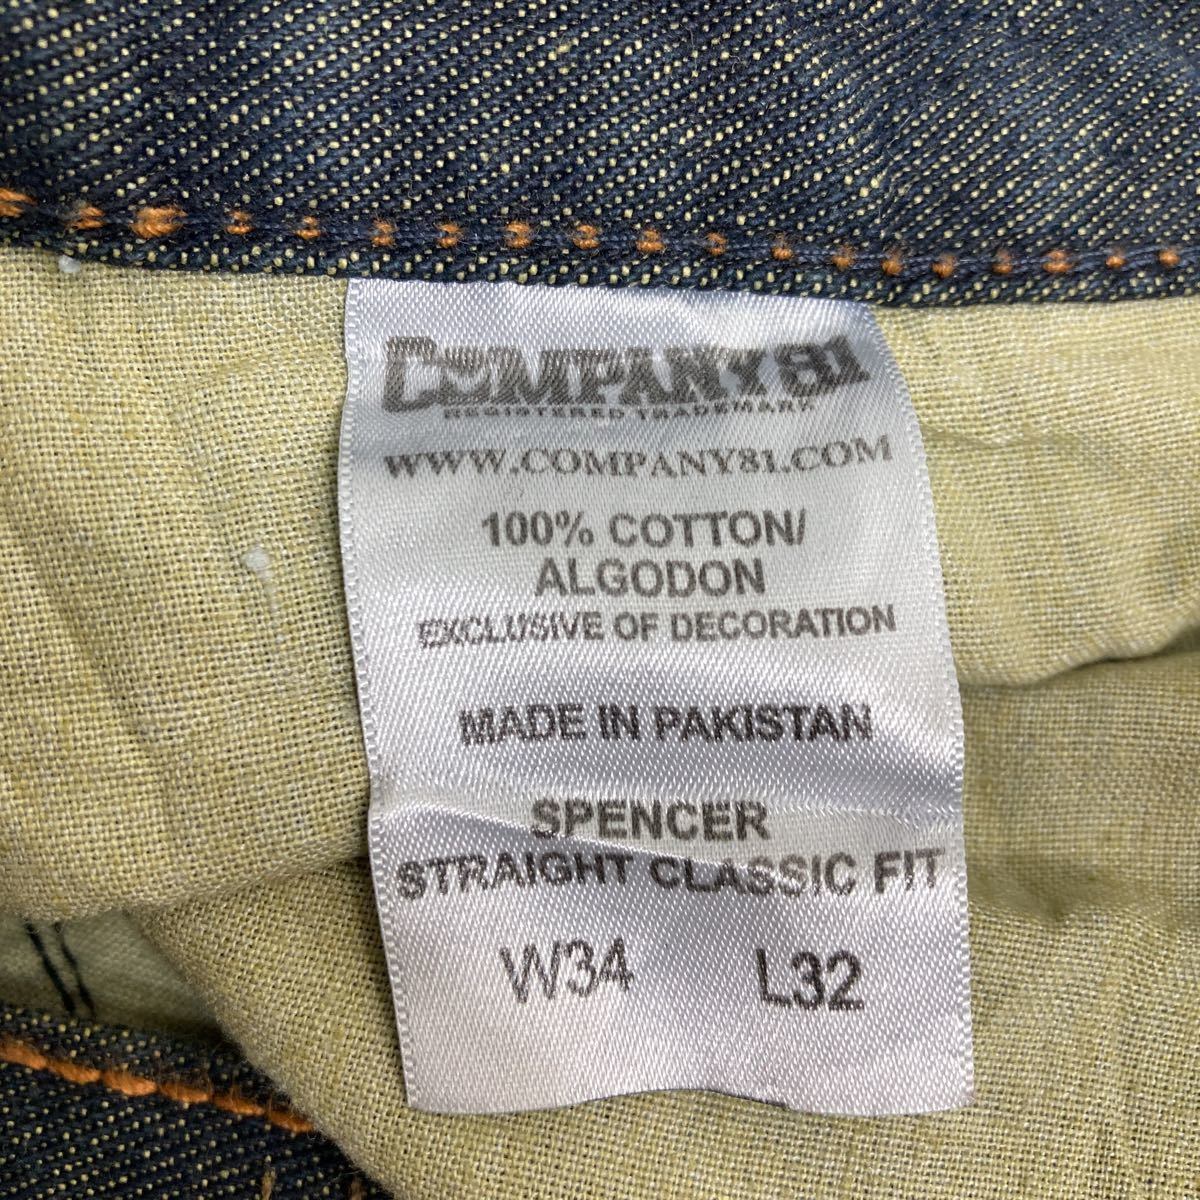 COMPANY 81
REGISTERED TRADEMARK
WWW.COMPANY81.COM
100% COTTON/
ALGODON
EXCLUSIVE OF DECORATION
MADE IN PAKISTAN
SPENCER
STRAIGHT CLASSIC FIT
W34 L32